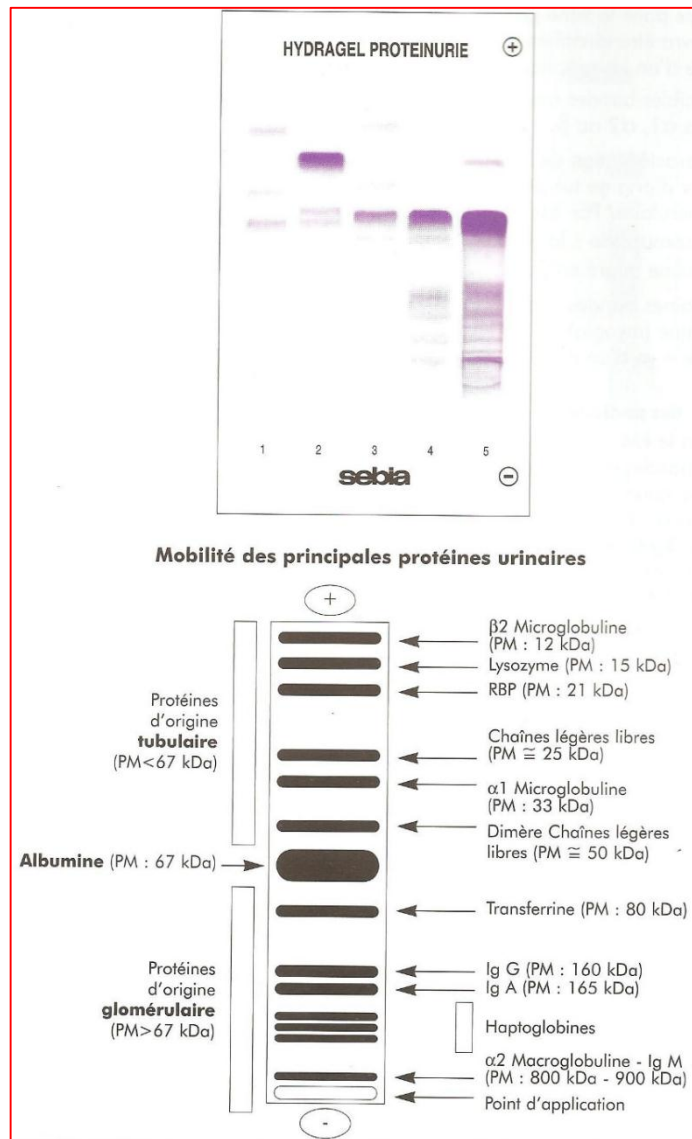 HYDRAGEL PROTEINURIE
+
1 2 3 4 5
sebia
-
Mobilité des principales protéines urinaires
+
β2 Microglobuline
(PM : 12 kDa)
Lysozyme (PM : 15 kDa)
RBP (PM : 21 kDa)
Protéines
d'origine
tubulaire
(PM<67 kDa)
Chaînes légères libres
(PM ≅ 25 kDa)
α1 Microglobuline
(PM : 33 kDa)
Dimère Chaînes légères
libres (PM ≅ 50 kDa)
Albumine (PM : 67 kDa)
Transferrine (PM : 80 kDa)
Protéines
d'origine
glomérulaire
(PM>67 kDa)
Ig G (PM : 160 kDa)
Ig A (PM : 165 kDa)
Haptoglobines
α2 Macroglobuline - Ig M
(PM : 800 kDa - 900 kDa)
Point d'application
-